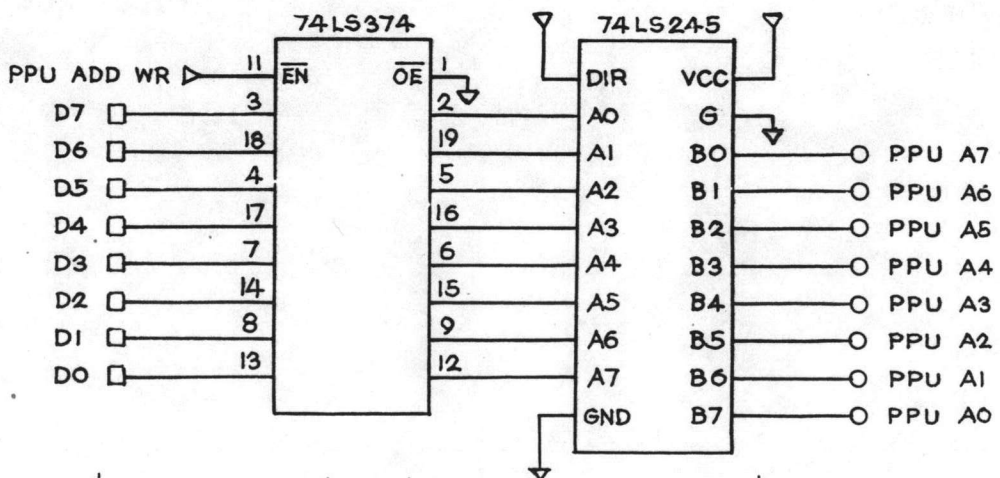 74LS374 74LS245
PPU ADD WR 11 EN OE 1 DIR VCC
D7 3 2 A0 G
D6 18 19 A1 B0 PPU A7
D5 4 5 A2 B1 PPU A6
D4 17 16 A3 B2 PPU A5
D3 7 6 A4 B3 PPU A4
D2 14 15 A5 B4 PPU A3
D1 8 9 A6 B5 PPU A2
D0 13 12 A7 B6 PPU A1
GND B7 PPU A0